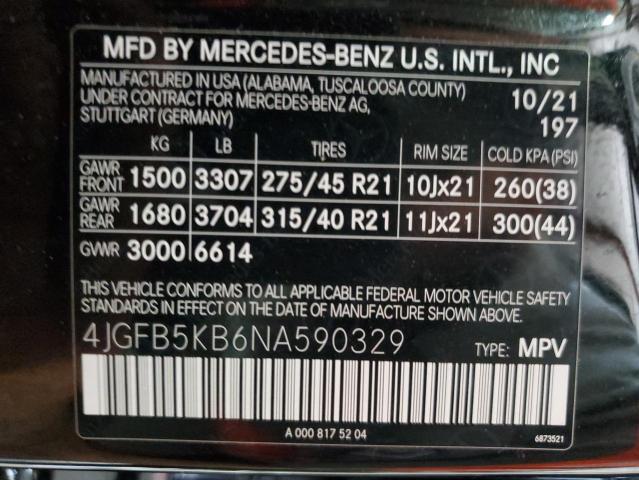 MFD BY MERCEDES-BENZ U.S. INTL., INC
MANUFACTURED IN USA (ALABAMA, TUSCALOOSA COUNTY) 10/21
UNDER CONTRACT FOR MERCEDES-BENZ AG,
STUTTGART (GERMANY) 197
KG LB TIRES RIM SIZE COLD KPA (PSI)
GAWR FRONT 1500 3307 275/45 R21 10Jx21 260(38)
GAWR REAR 1680 3704 315/40 R21 11Jx21 300(44)
GVWR 3000 6614
THIS VEHICLE CONFORMS TO ALL APPLICABLE FEDERAL MOTOR VEHICLE SAFETY
STANDARDS IN EFFECT ON THE DATE OF MANUFACTURE SHOWN ABOVE.
4JGFB5KB6NA590329 TYPE: MPV
A 000 817 52 04 6873521